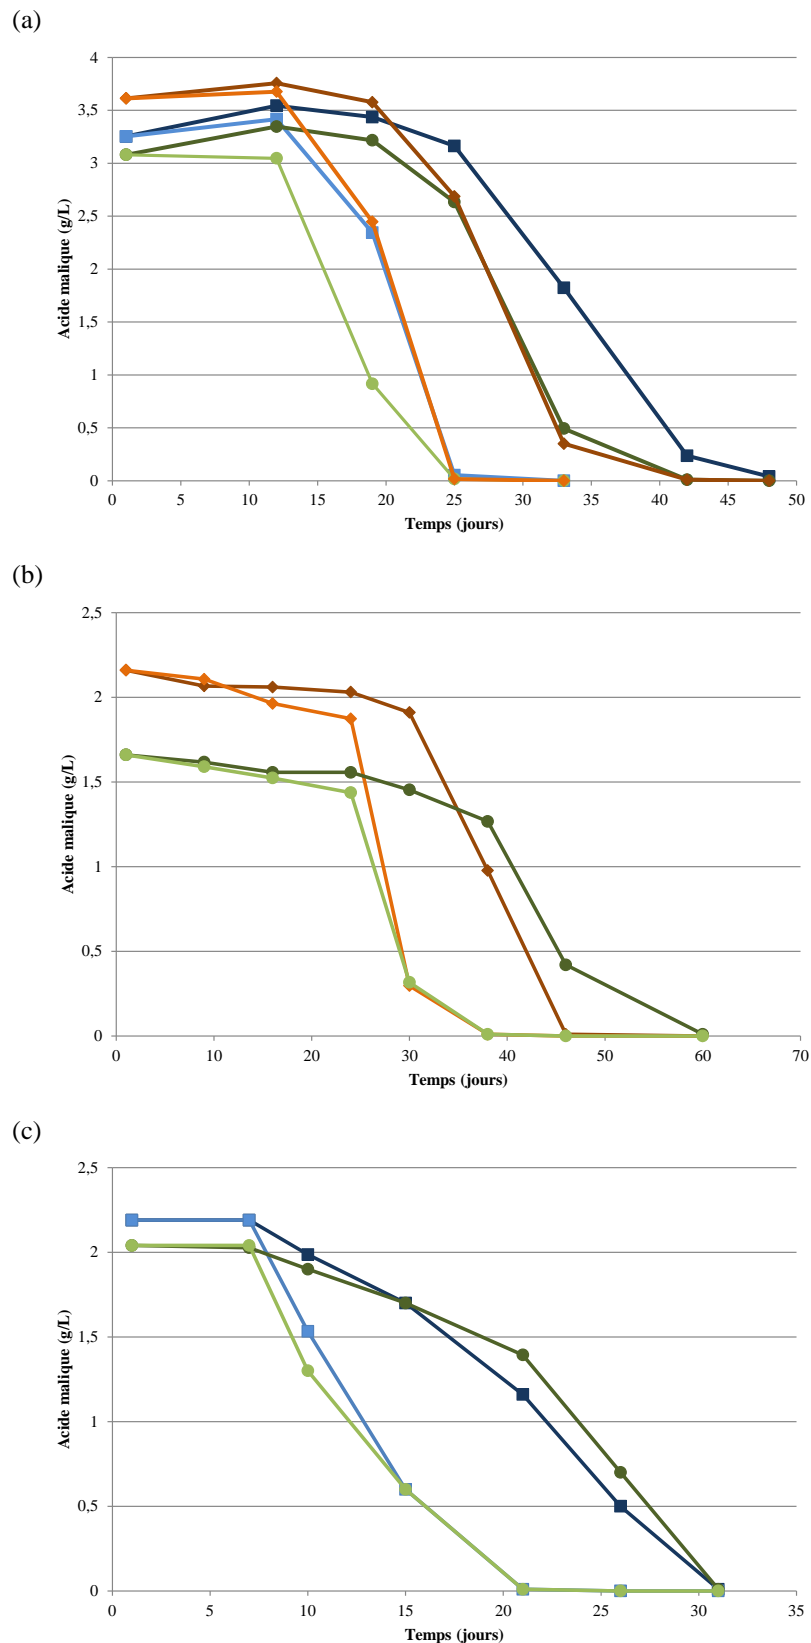 (a)
4
3,5
3
2,5
2
1,5
1
0,5
0
Acide malique (g/L)
0 5 10 15 20 25 30 35 40 45 50
Temps (jours)
(b)
2,5
2
1,5
1
0,5
0
Acide malique (g/L)
0 10 20 30 40 50 60 70
Temps (jours)
(c)
2,5
2
1,5
1
0,5
0
Acide malique (g/L)
0 5 10 15 20 25 30 35
Temps (jours)